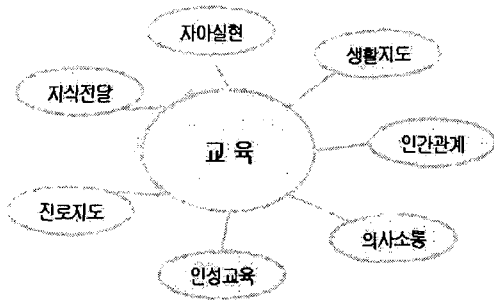 자아실현
생활지도
지식전달
인간관계
교육
진로지도
의사소통
인성교육